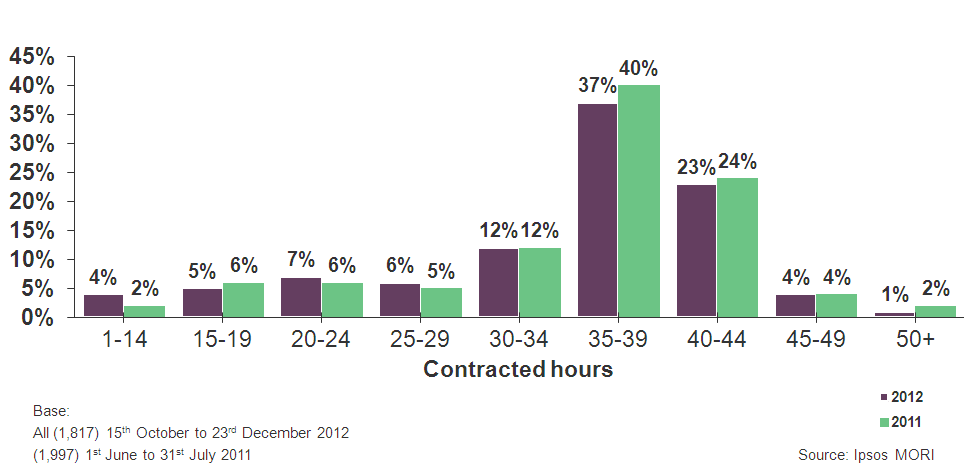 45%
40%
35%
30%
25%
20%
15%
10%
5%
0%
4% 2% 5% 6% 7% 6% 6% 5% 12% 12% 37% 40% 23% 24% 4% 4% 1% 2%
1-14 15-19 20-24 25-29 30-34 35-39 40-44 45-49 50+
Contracted hours
2012
2011
Base:
All (1,817) 15th October to 23rd December 2012
(1,997) 1st June to 31st July 2011
Source: Ipsos MORI